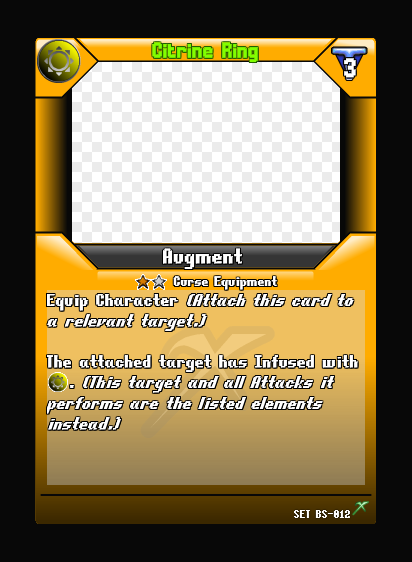 Citrine Ring
3
Augment
Curse Equipment
Equip Character (Attach this card to
a relevant target.)
The attached target has Infused with
. (This target and all Attacks it
performs are the listed elements
instead.)
SET BS-012